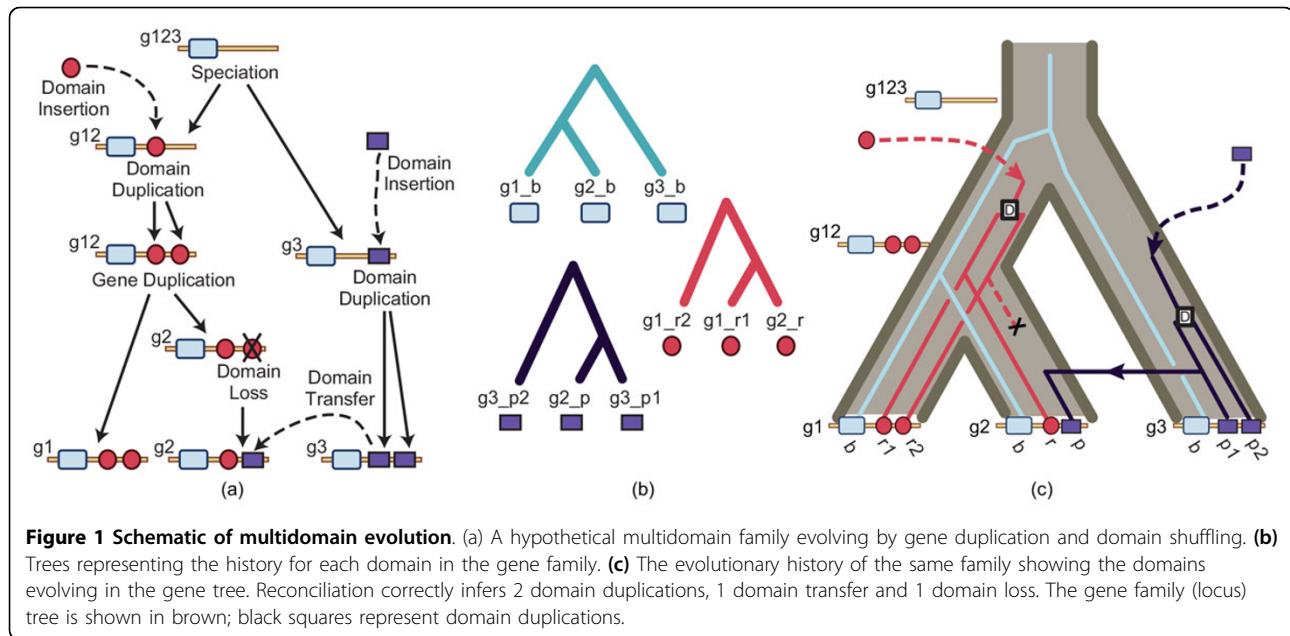 g123
Speciation
Domain
Insertion
g12
Domain
Duplication
Domain
Insertion
g12
Gene Duplication
g3
Domain
Duplication
g2
Domain
Loss
Domain
Transfer
g1
g2
g3
(a)
g1_b g2_b g3_b
g1_r2 g1_r1 g2_r
g3_p2 g2_p g3_p1
(b)
g123
D
g12
D
X
g1
b
r1
r2
g2
b
r
p
g3
b
p1
p2
(c)
Figure 1 Schematic of multidomain evolution. (a) A hypothetical multidomain family evolving by gene duplication and domain shuffling. (b)
Trees representing the history for each domain in the gene family. (c) The evolutionary history of the same family showing the domains
evolving in the gene tree. Reconciliation correctly infers 2 domain duplications, 1 domain transfer and 1 domain loss. The gene family (locus)
tree is shown in brown; black squares represent domain duplications.